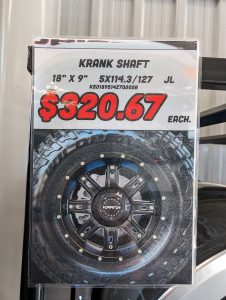 KRANK SHAFT
18" X 9" 5X114.3/127 JL
$320.67
EACH.